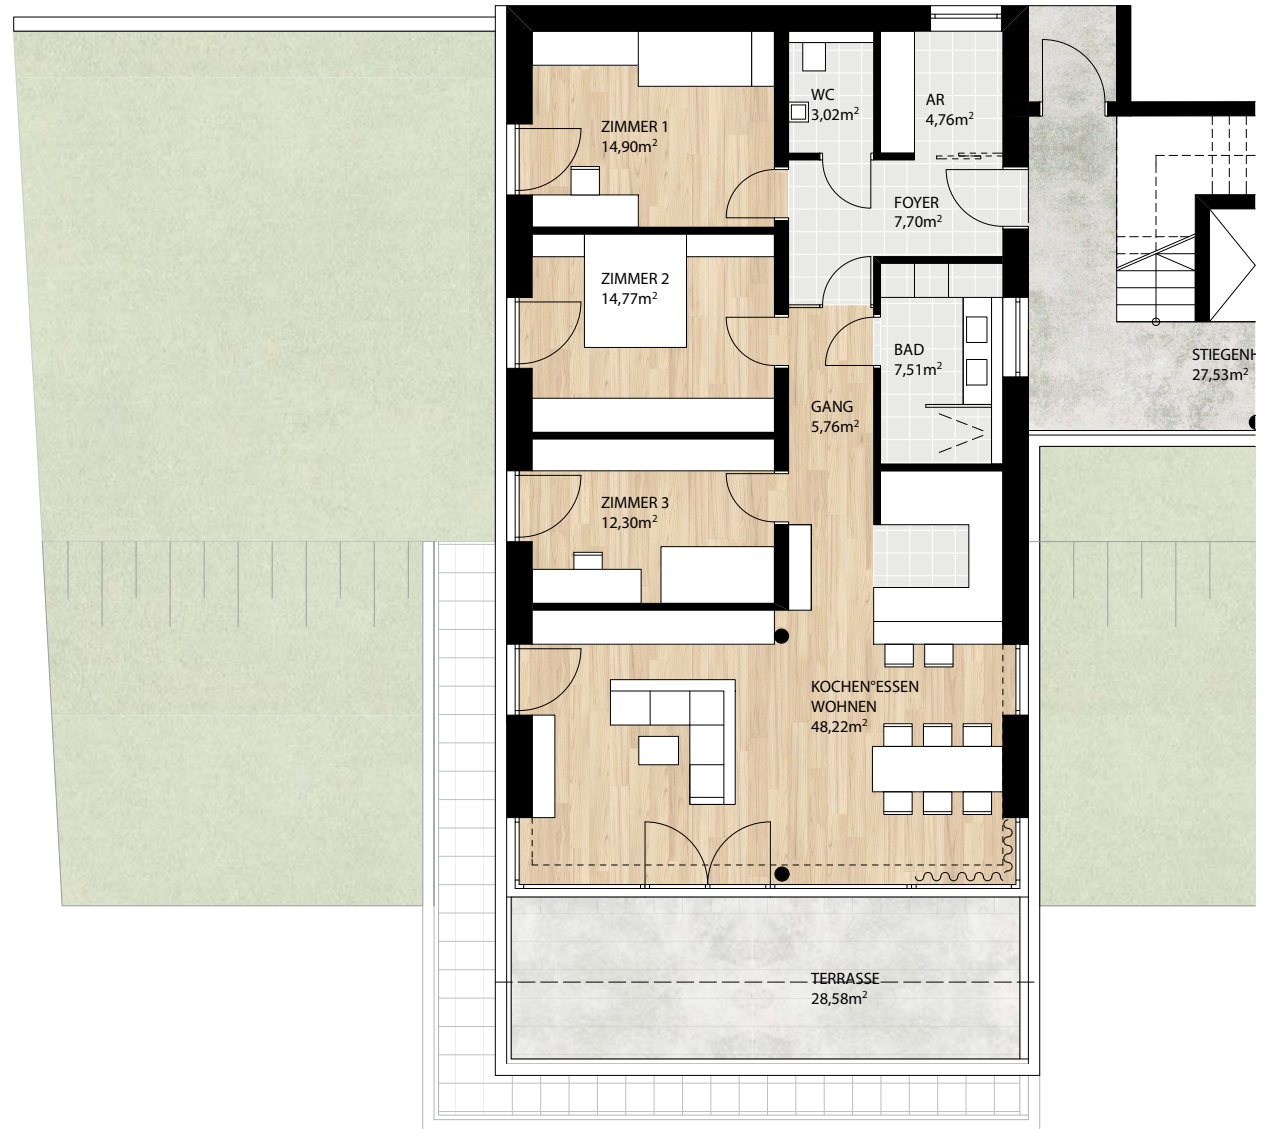 WC
3,02m²
AR
4,76m²
ZIMMER 1
14,90m²
FOYER
7,70m²
ZIMMER 2
14,77m²
BAD
7,51m²
STIEGENH
27,53m²
GANG
5,76m²
ZIMMER 3
12,30m²
KOCHEN°ESSEN
WOHNEN
48,22m²
TERRASSE
28,58m²